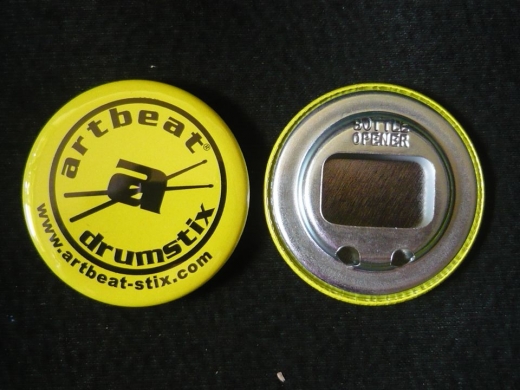 artbeat®
a
drumstix
www.artbeat-stix.com
BOTTLE
OPENER